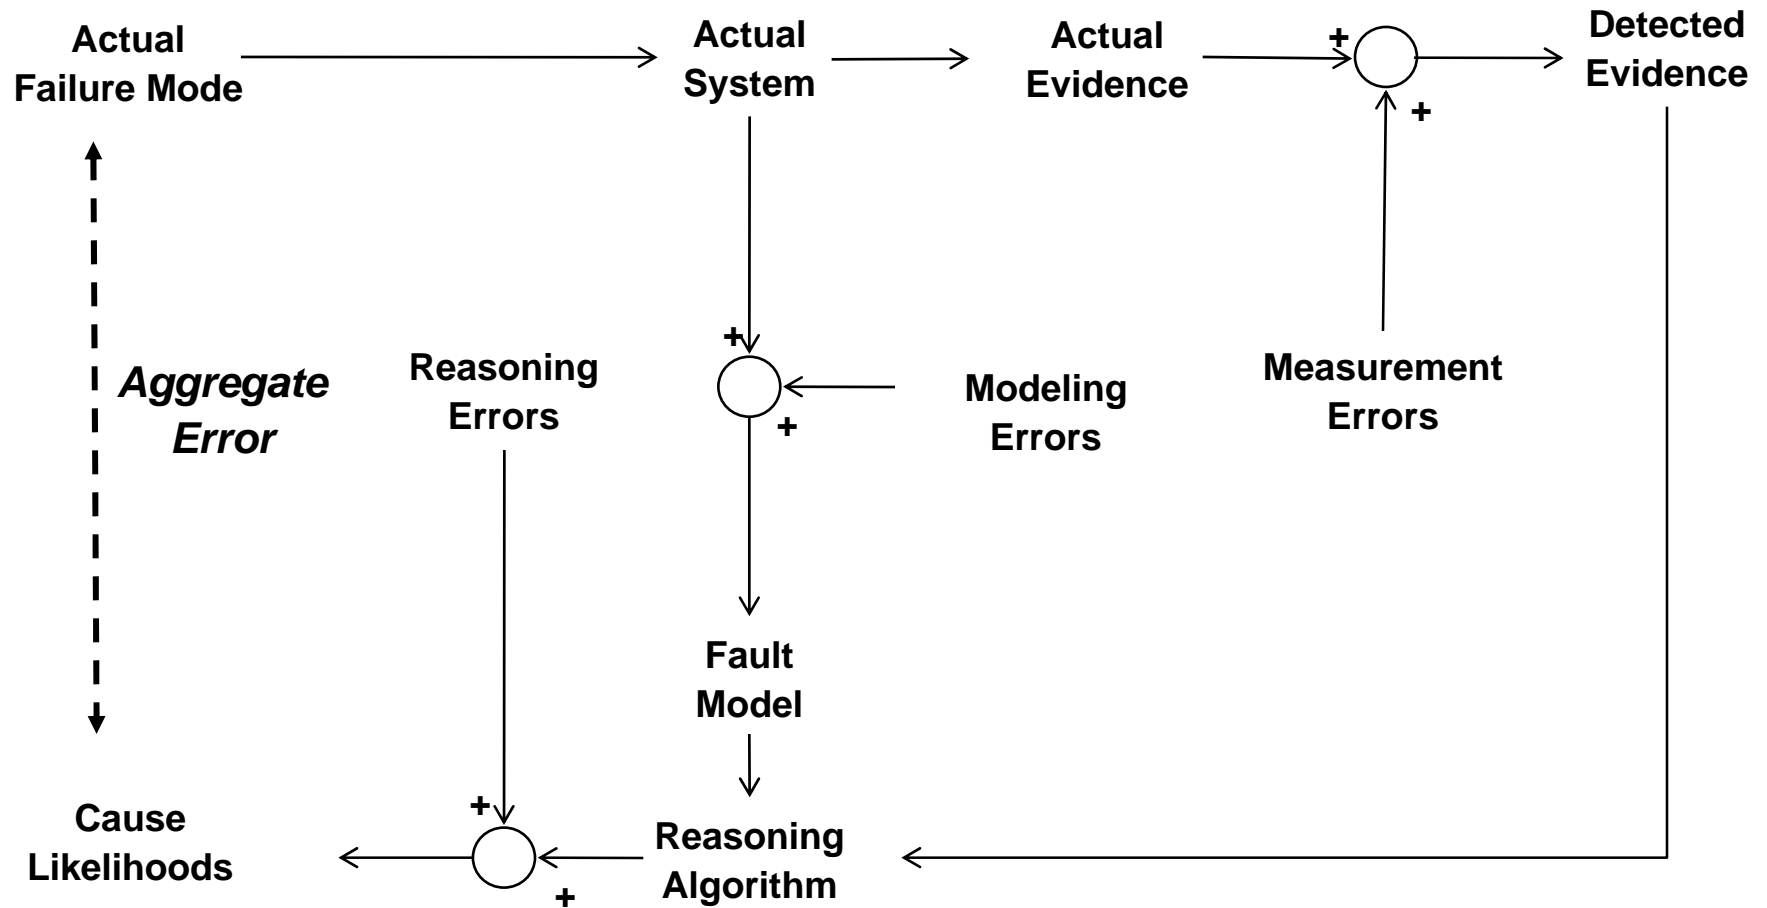 Actual
Failure Mode
Actual
System
Actual
Evidence
+
+
Detected
Evidence
Aggregate
Error
Reasoning
Errors
+
+
Modeling
Errors
Measurement
Errors
Fault
Model
Cause
Likelihoods
+
+
Reasoning
Algorithm